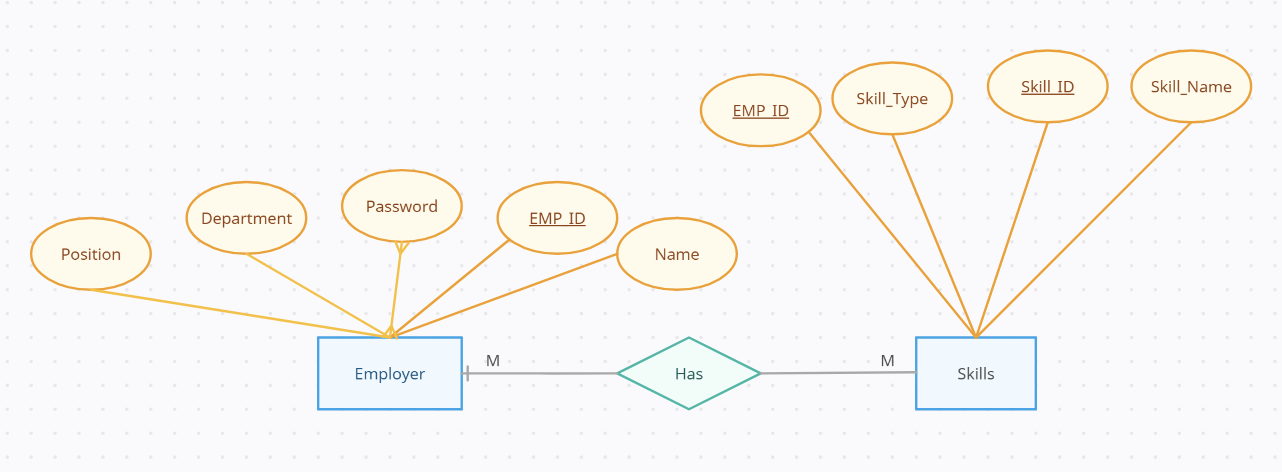 EMP_ID
Skill_Type
Skill_ID
Skill_Name
Position
Department
Password
EMP_ID
Name
Employer
M
Has
M
Skills